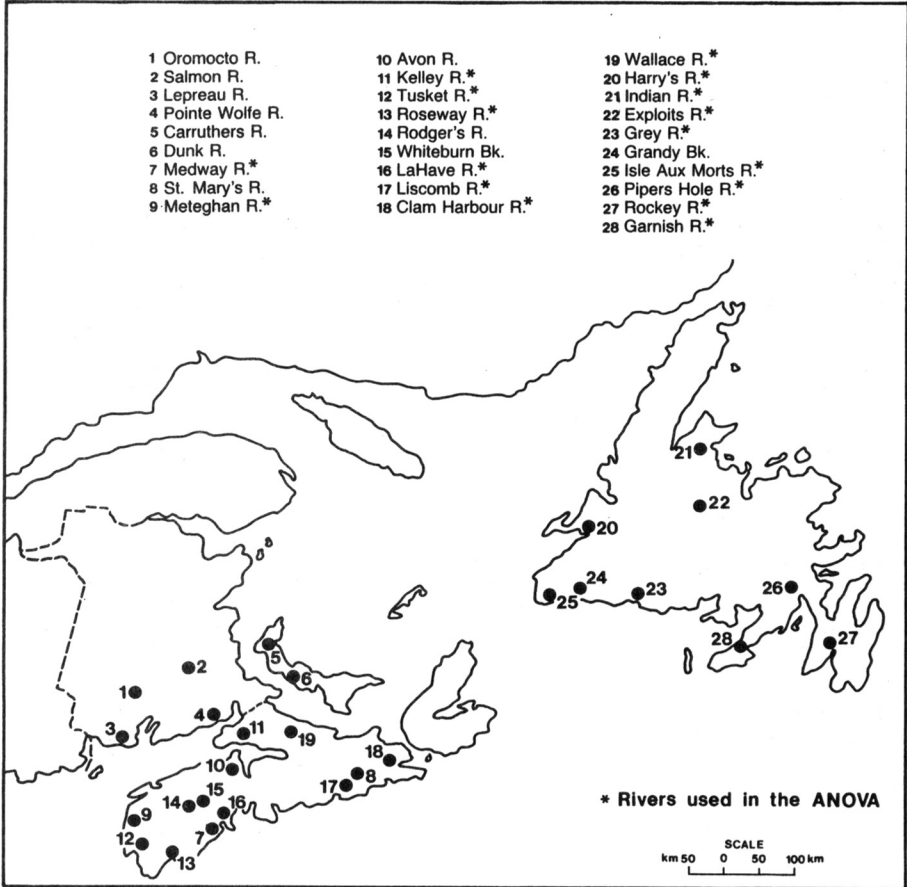 1 Oromocto R.
2 Salmon R.
3 Lepreau R.
4 Pointe Wolfe R.
5 Carruthers R.
6 Dunk R.
7 Medway R.*
8 St. Mary's R.
9 Meteghan R.*
10 Avon R.
11 Kelley R.*
12 Tusket R.*
13 Roseway R.*
14 Rodger's R.
15 Whiteburn Bk.
16 LaHave R.*
17 Liscomb R.*
18 Clam Harbour R.*
19 Wallace R.*
20 Harry's R.*
21 Indian R.*
22 Exploits R.*
23 Grey R.*
24 Grandy Bk.
25 Isle Aux Morts R.*
26 Pipers Hole R.*
27 Rockey R.*
28 Garnish R.*
21
22
20
24
25
23
26
28
27
5
6
2
1
3
4
11
19
10
18
8
17
14
15
16
9
7
12
13
* Rivers used in the ANOVA
SCALE
km 50 0 50 100 km